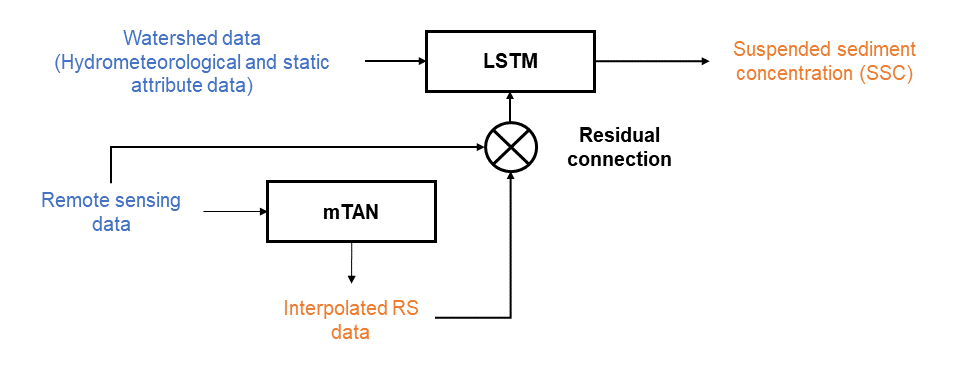 Watershed data
(Hydrometeorological and static
attribute data)
LSTM
Suspended sediment
concentration (SSC)
Residual
connection
Remote sensing
data
mTAN
Interpolated RS
data